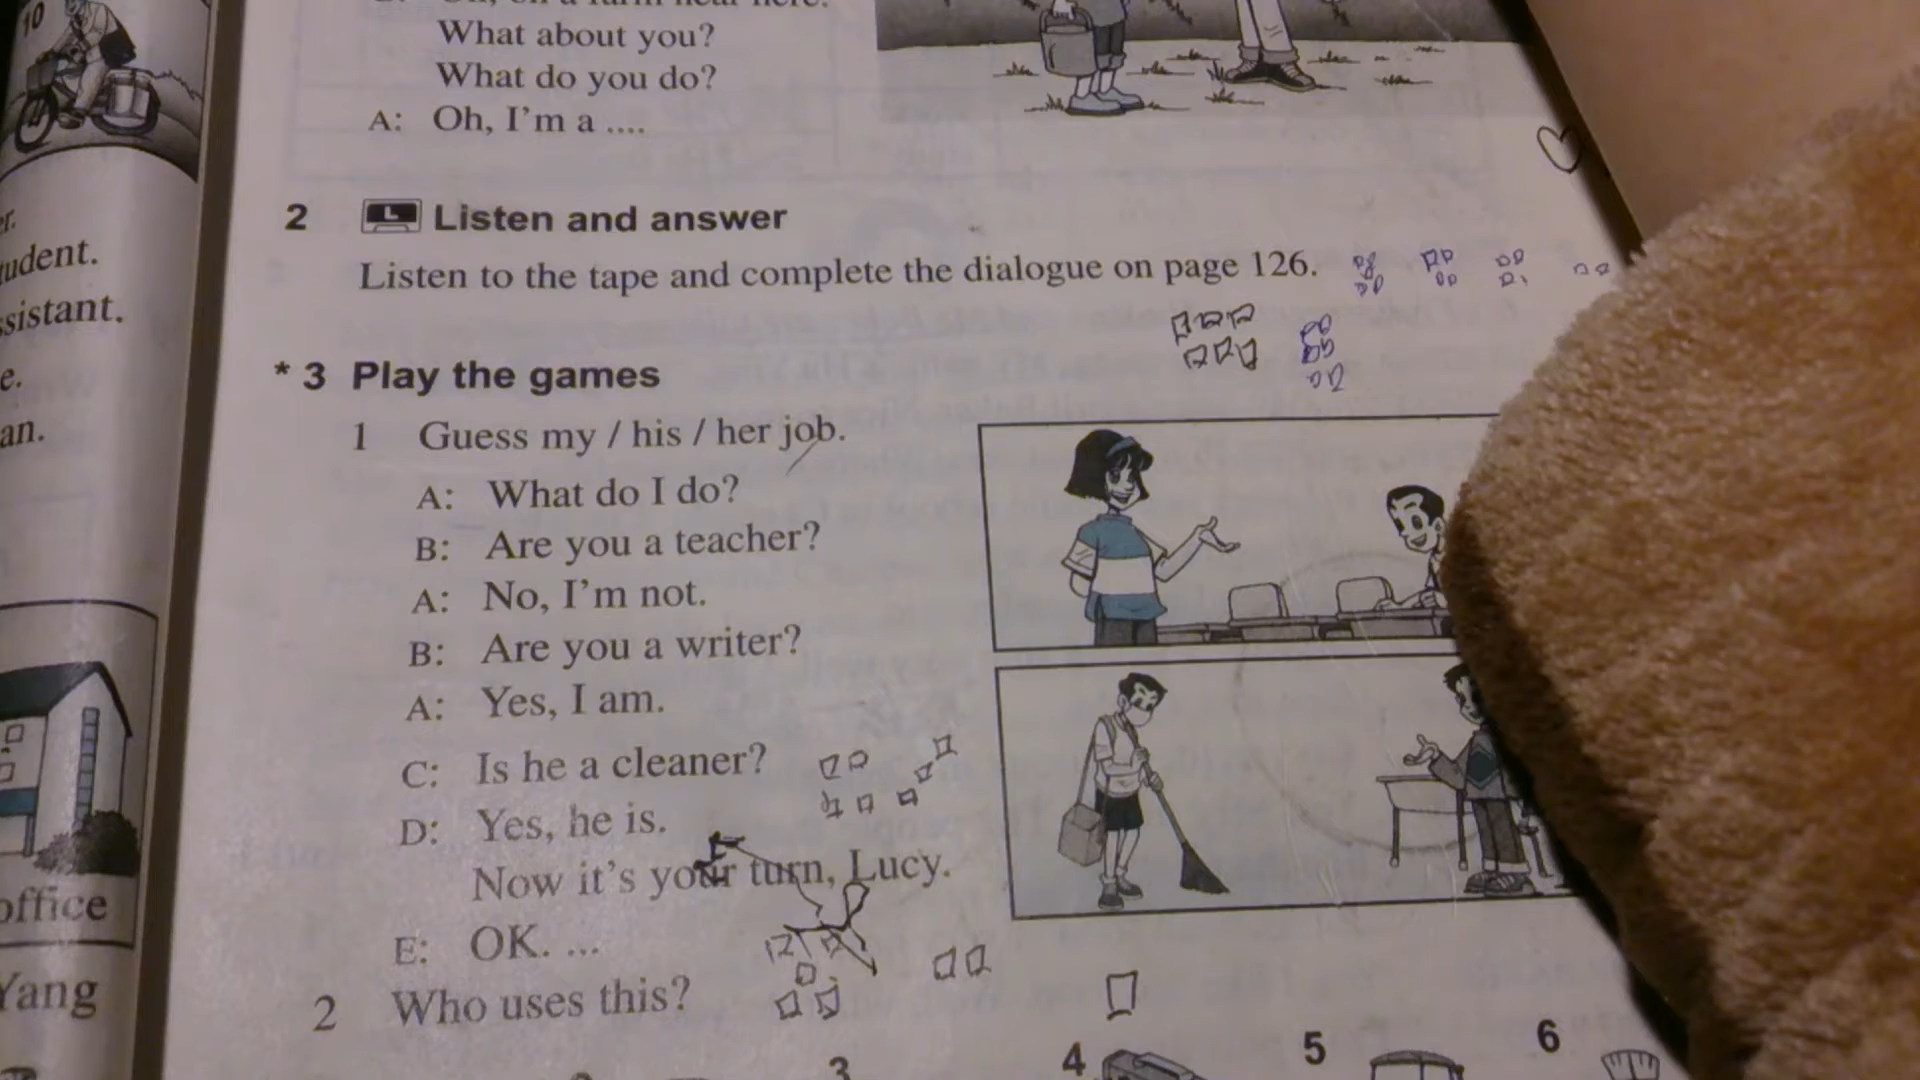 10
What about you?
What do you do?
A: Oh, I'm a ....
2 Listen and answer
Listen to the tape and complete the dialogue on page 126.
* 3 Play the games
1 Guess my / his / her job.
A: What do I do?
B: Are you a teacher?
A: No, I'm not.
B: Are you a writer?
A: Yes, I am.
C: Is he a cleaner?
D: Yes, he is.
Now it's your turn, Lucy.
E: OK. ...
2 Who uses this?
3
4
5
6
office
Yang